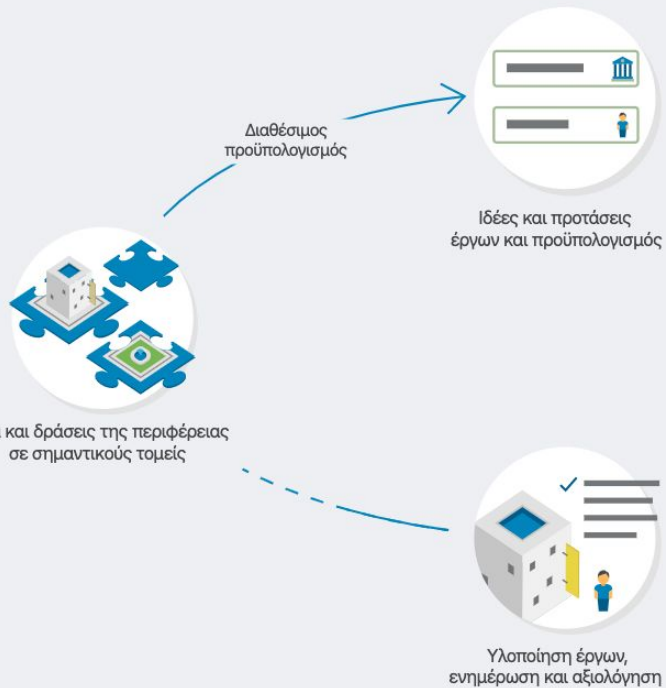 Διαθέσιμος
προϋπολογισμός
Ιδέες και προτάσεις
έργων και προϋπολογισμός
και δράσεις της περιφέρειας
σε σημαντικούς τομείς
Υλοποίηση έργων,
ενημέρωση και αξιολόγηση